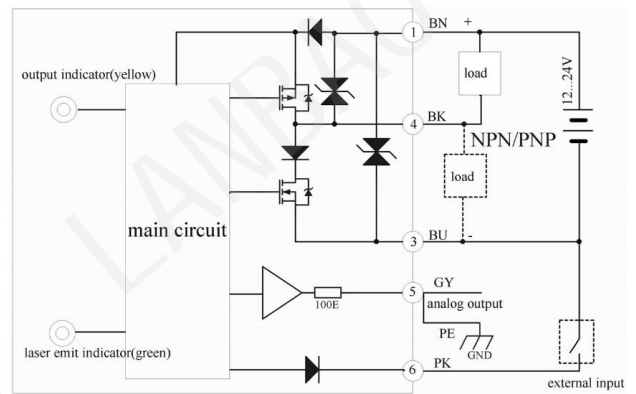 1 BN +
output indicator(yellow)
load
12...24V
4 BK
NPN/PNP
load
main circuit
3 BU -
5 GY
100E
analog output
PE
GND
laser emit indicator(green)
6 PK
external input
LANBAO